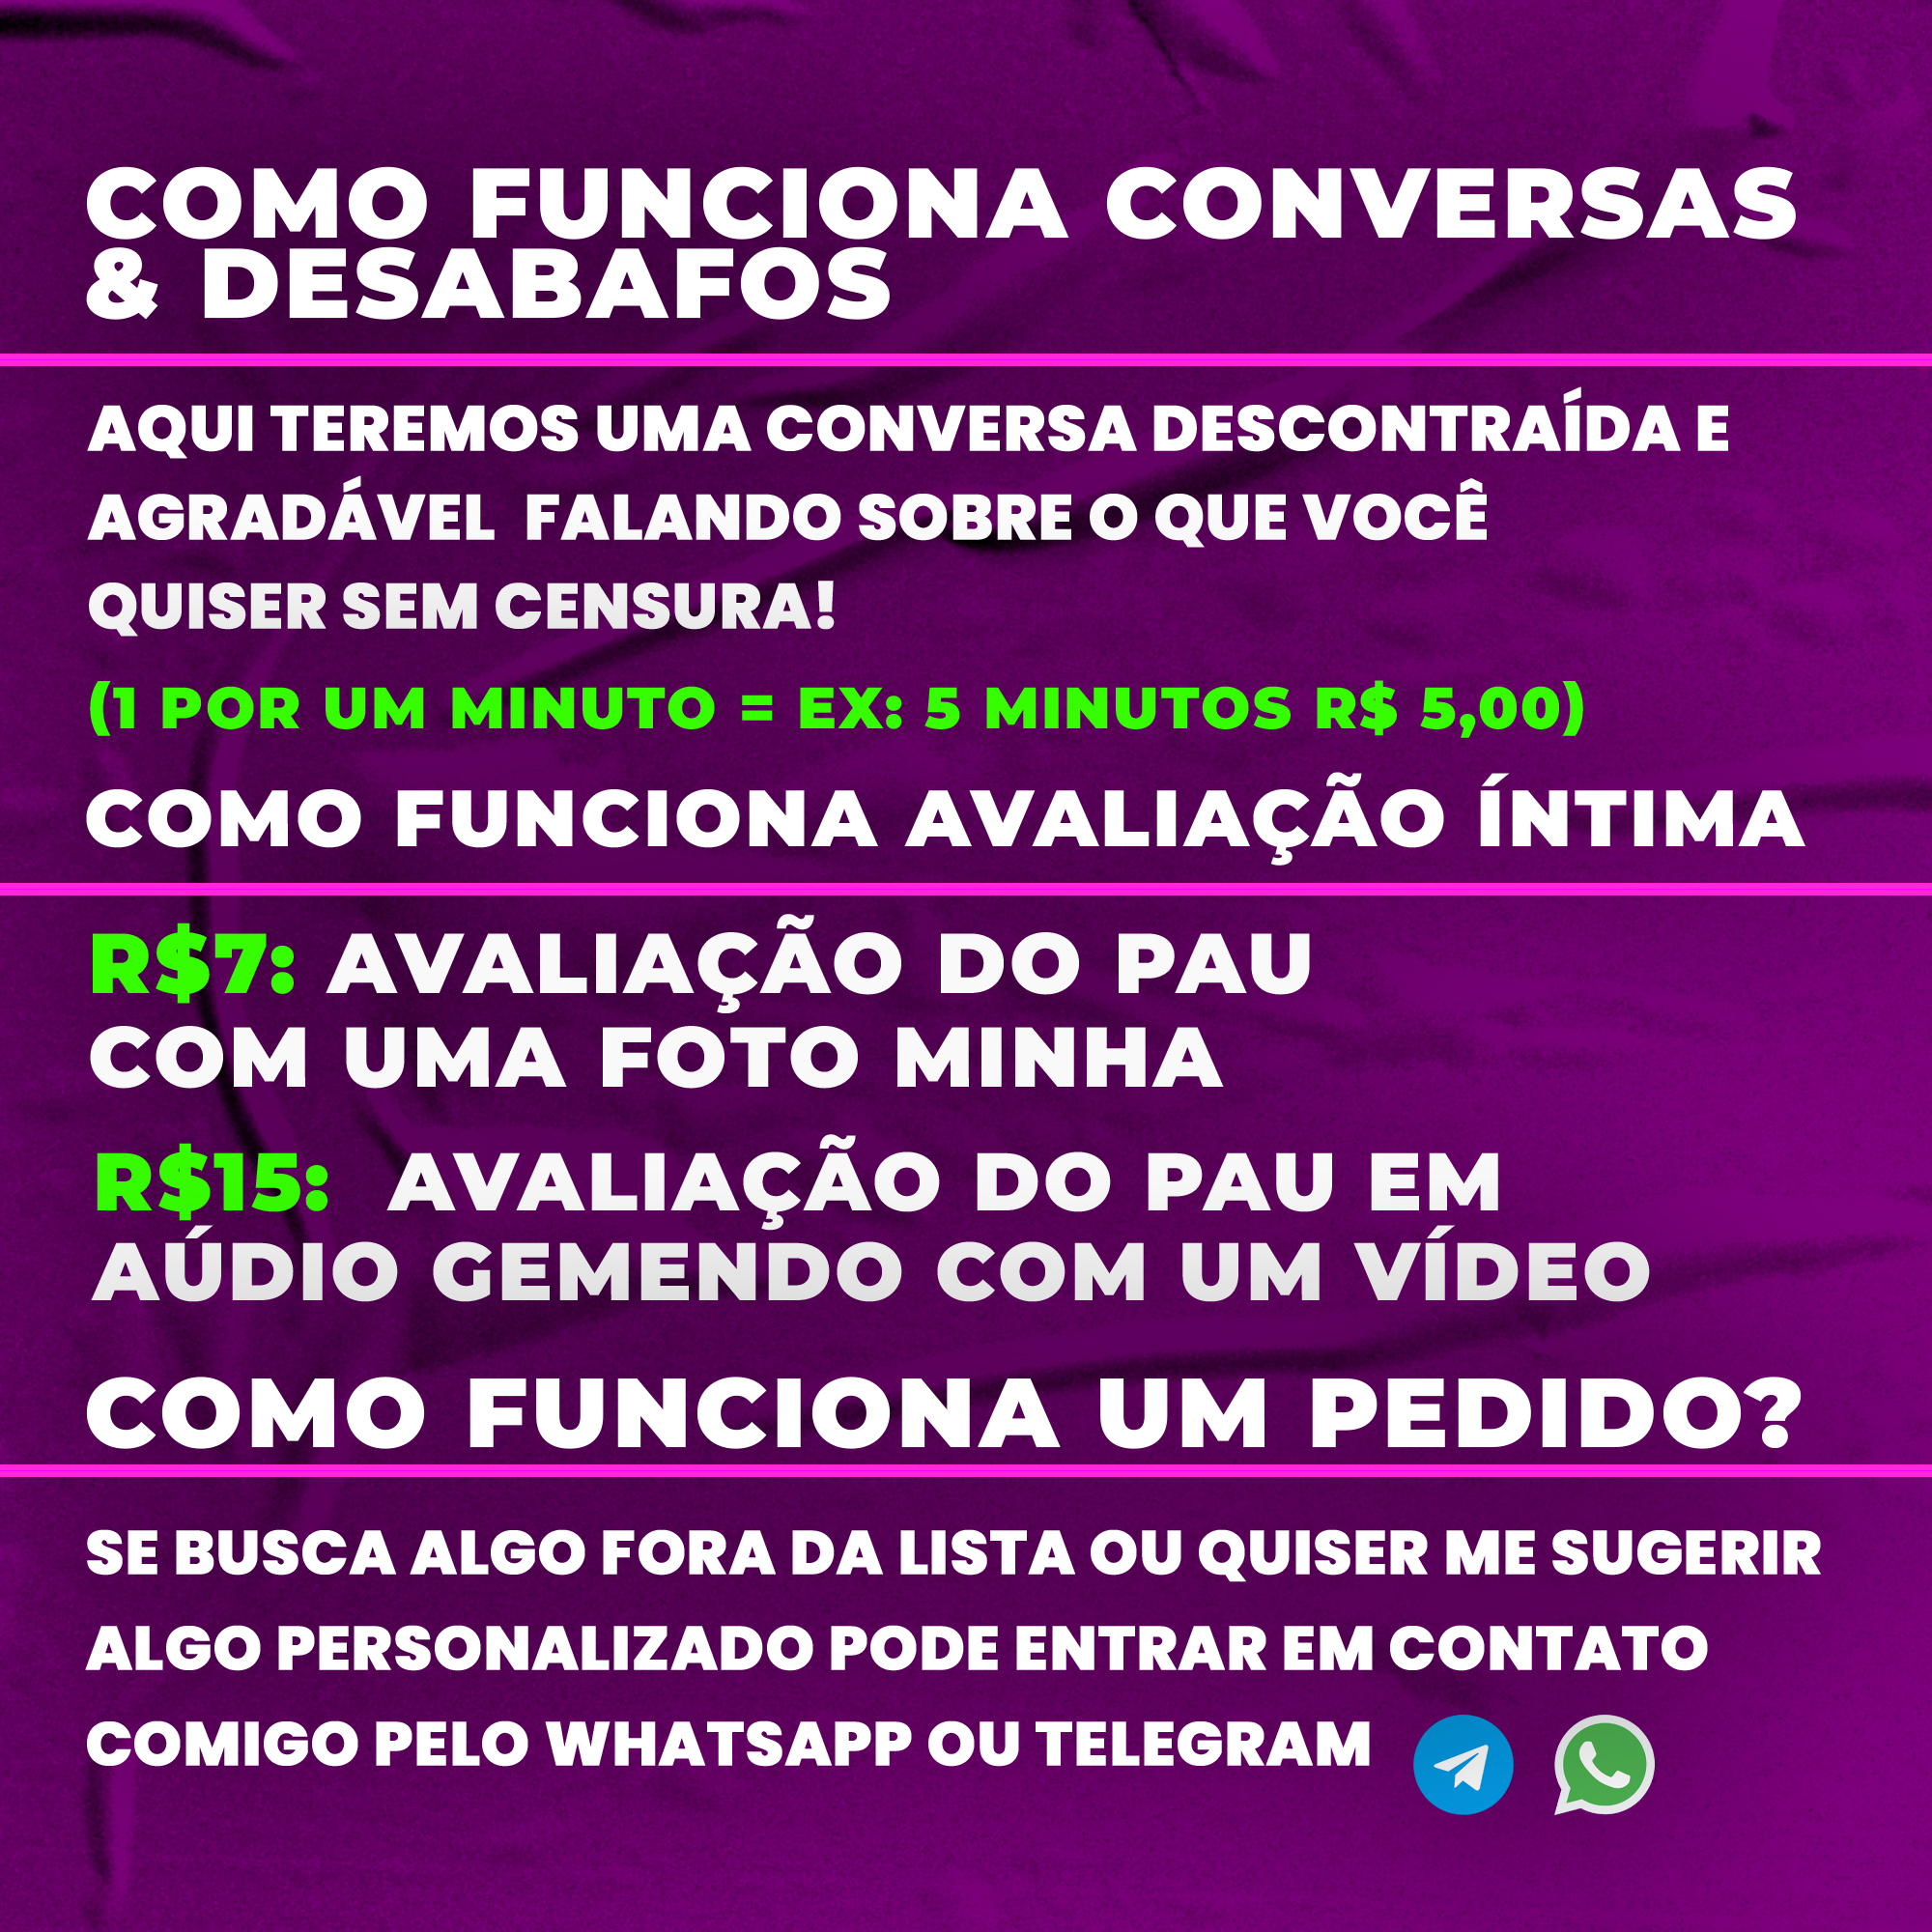 COMO FUNCIONA CONVERSAS
& DESABAFOS
AQUI TEREMOS UMA CONVERSA DESCONTRAÍDA E
AGRADÁVEL FALANDO SOBRE O QUE VOCÊ
QUISER SEM CENSURA!
(1 POR UM MINUTO = EX: 5 MINUTOS R$ 5,00)
COMO FUNCIONA AVALIAÇÃO ÍNTIMA
R$7: AVALIAÇÃO DO PAU
COM UMA FOTO MINHA
R$15: AVALIAÇÃO DO PAU EM
AÚDIO GEMENDO COM UM VÍDEO
COMO FUNCIONA UM PEDIDO?
SE BUSCA ALGO FORA DA LISTA OU QUISER ME SUGERIR
ALGO PERSONALIZADO PODE ENTRAR EM CONTATO
COMIGO PELO WHATSAPP OU TELEGRAM